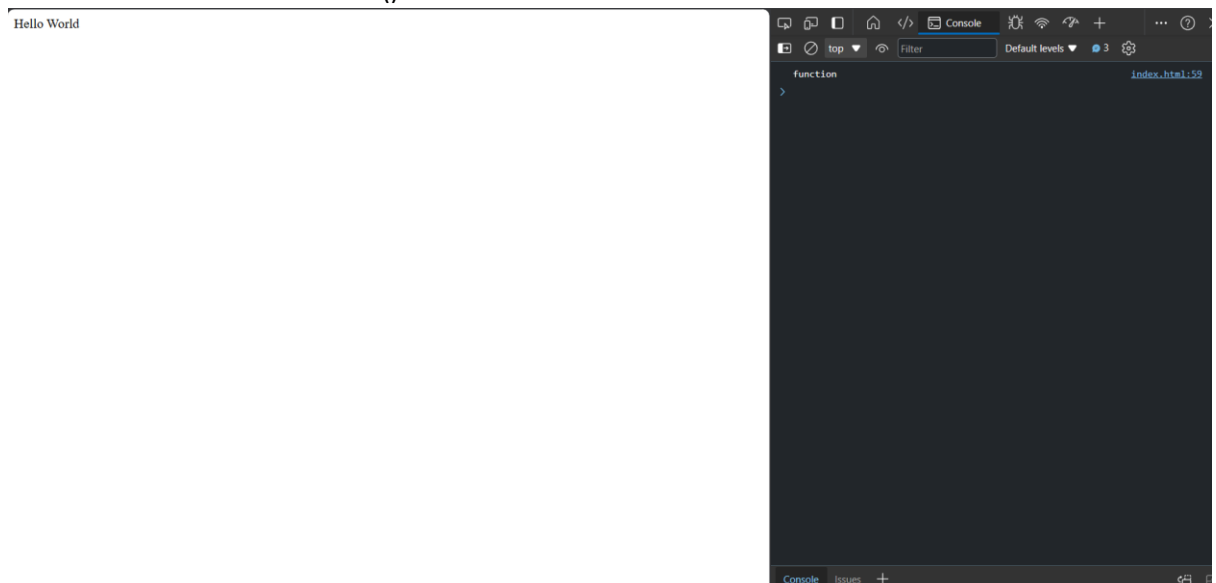 ()
Hello World
Console
top
Filter
Default levels
3
function index.html:59
Console Issues